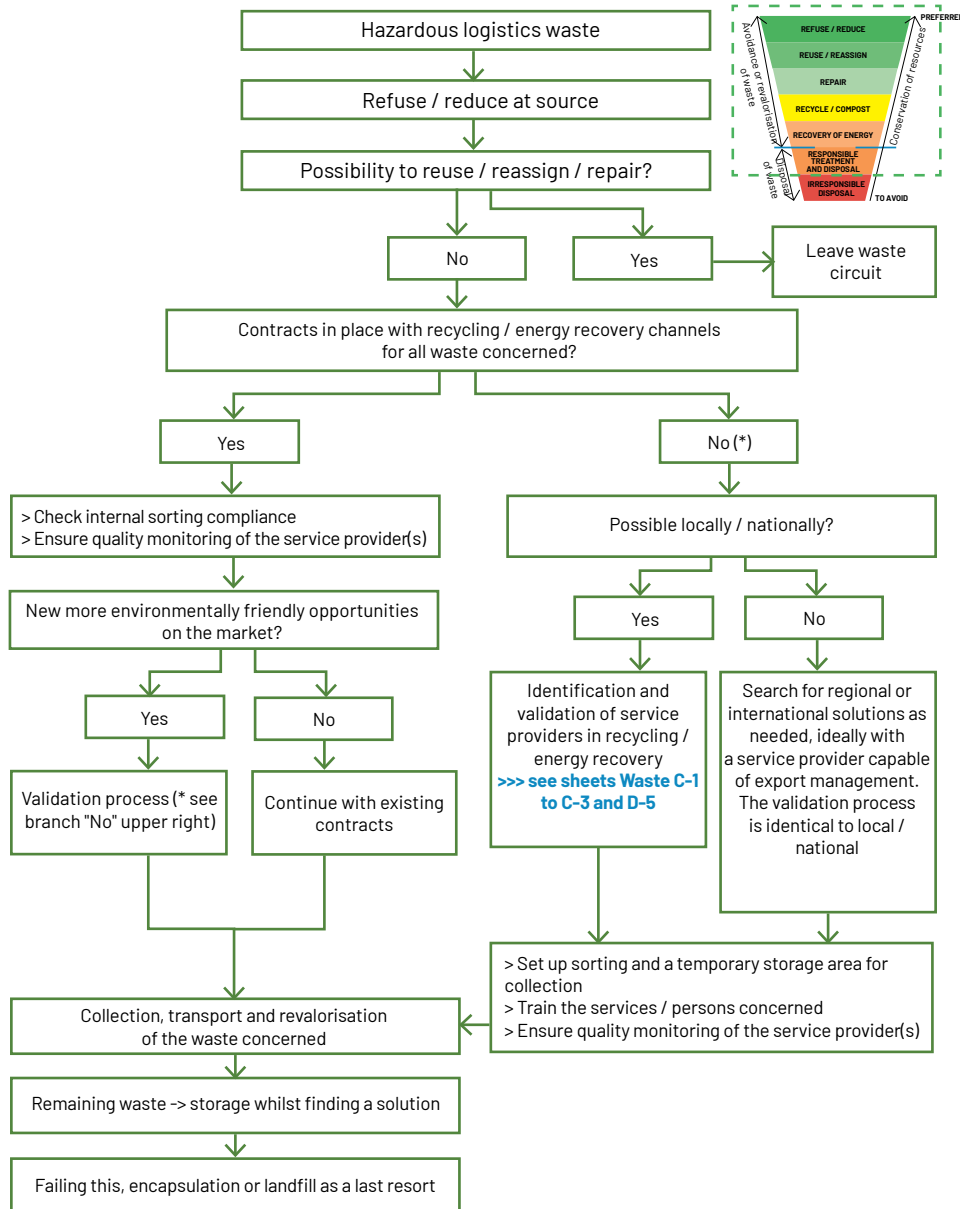 Hazardous logistics waste
Refuse / reduce at source
Possibility to reuse / reassign / repair?
PREFERRED
REFUSE / REDUCE
REUSE / REASSIGN
REPAIR
RECYCLE / COMPOST
RECOVERY OF ENERGY
RESPONSIBLE
TREATMENT
AND DISPOSAL
IRRESPONSIBLE
DISPOSAL
TO AVOID
Avoidance or revalorisation
of waste
Disposal
of waste
Conservation of resources
No
Yes
Leave waste
circuit
Contracts in place with recycling / energy recovery channels
for all waste concerned?
Yes
No (*)
> Check internal sorting compliance
> Ensure quality monitoring of the service provider(s)
Possible locally / nationally?
New more environmentally friendly opportunities
on the market?
Yes
No
Yes
No
Validation process (* see
branch "No" upper right)
Continue with existing
contracts
Identification and
validation of service
providers in recycling /
energy recovery
>>> see sheets Waste C-1
to C-3 and D-5
Search for regional or
international solutions as
needed, ideally with
a service provider capable
of export management.
The validation process
is identical to local /
national
> Set up sorting and a temporary storage area for
collection
> Train the services / persons concerned
> Ensure quality monitoring of the service provider(s)
Collection, transport and revalorisation
of the waste concerned
Remaining waste -> storage whilst finding a solution
Failing this, encapsulation or landfill as a last resort